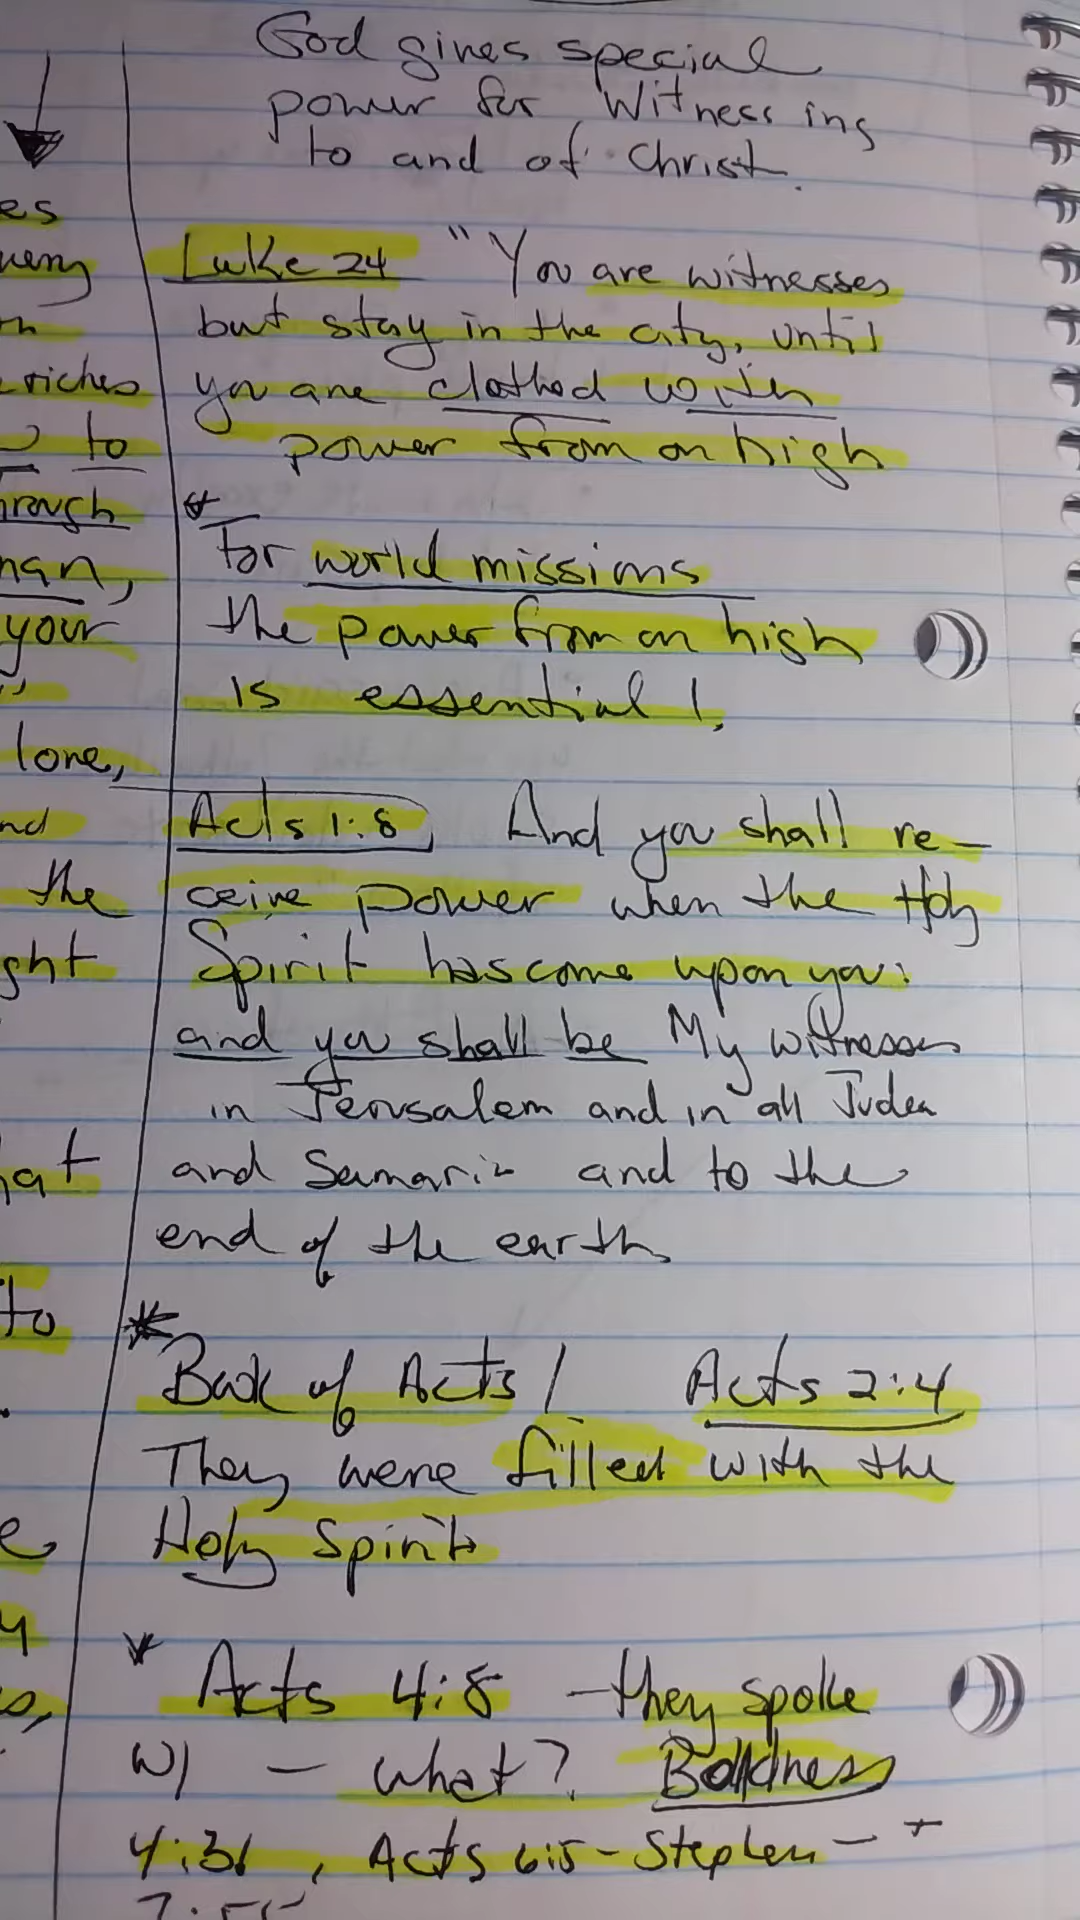 God gives special
power for Witnessing
to and of Christ.
Luke 24 "You are witnesses
but stay in the city, until
you are clothed with
power from on high
For world missions
the power from on high
is essential!
Acts 1:8 And you shall re-
ceive power when the Holy
Spirit has come upon you:
and you shall be My witnesses
in Jerusalem and in all Judea
and Samaria and to the
end of the earth
* Book of Acts / Acts 2:4
They were filled with the
Holy Spirit
* Acts 4:8 - they spoke
w/ - what? Boldness
4:31, Acts 6:5 - Stephen - +
7:55
es
riches
to
your
love,
the
to